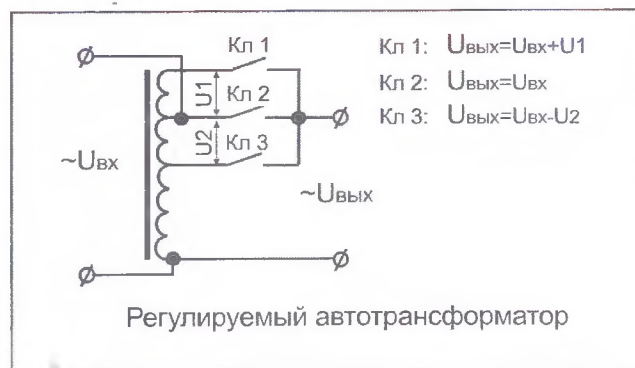 Кл 1
Кл 1: Uвых=Uвх+U1
U1
Кл 2
Кл 2: Uвых=Uвх
U2
Кл 3
Кл 3: Uвых=Uвх-U2
~Uвх
~Uвых
Регулируемый автотрансформатор